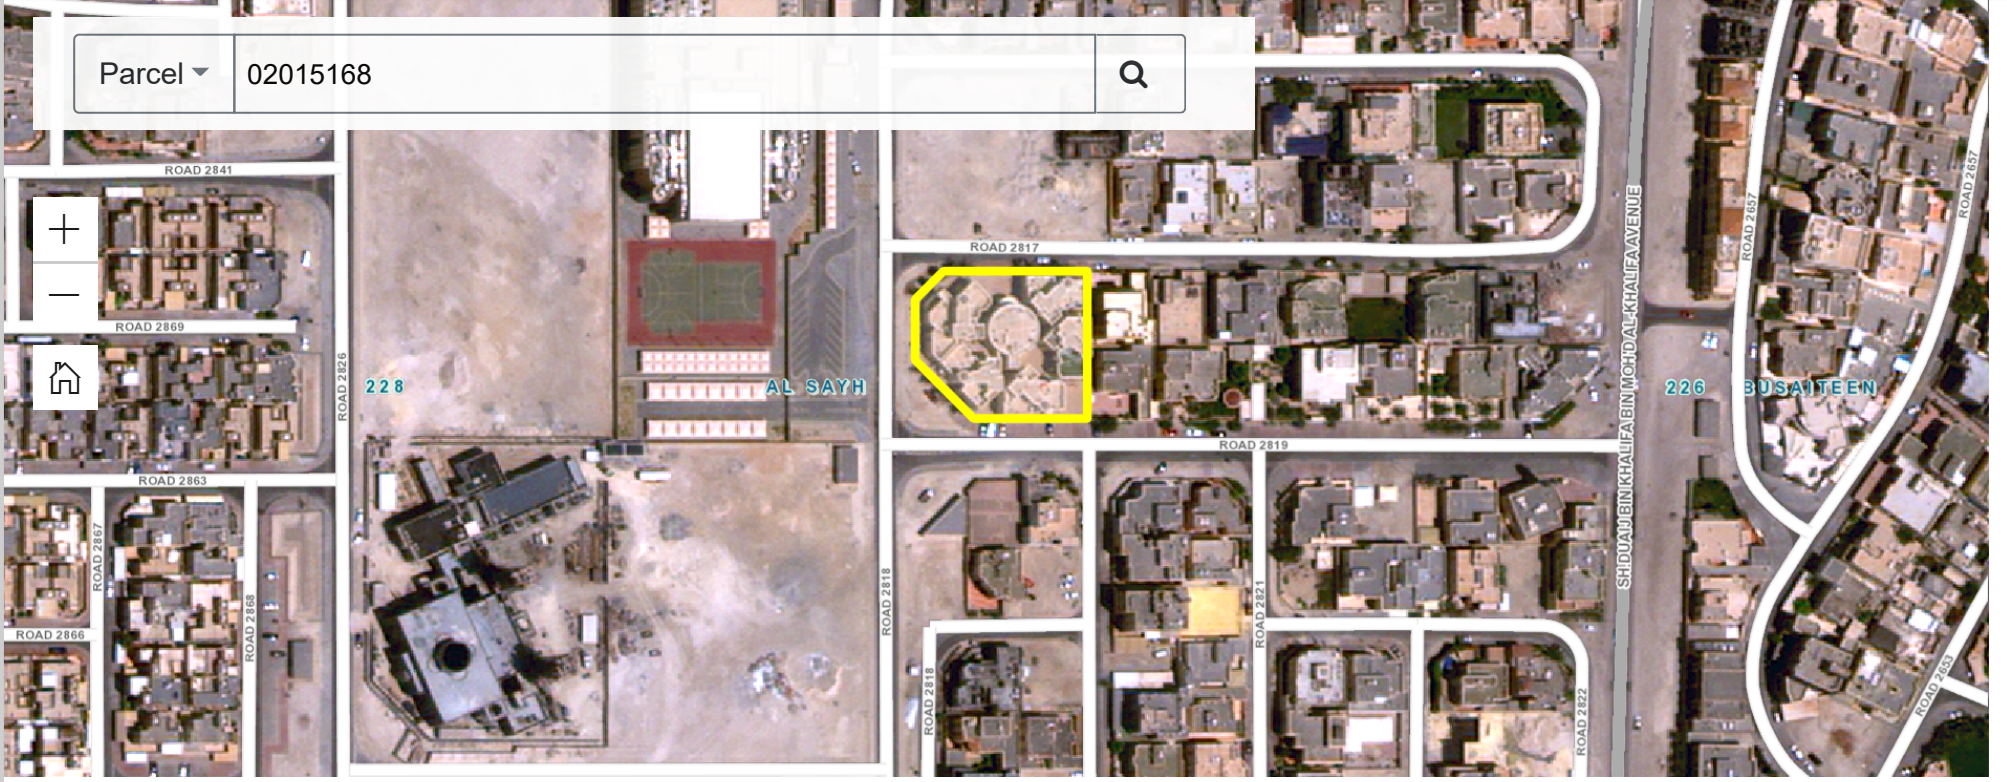 Parcel 02015168
ROAD 2841
ROAD 2817
ROAD 2657
ROAD 2657
SH.DUAIJ BIN KHALIFA BIN MOH'D AL-KHALIFA AVENUE
ROAD 2869
ROAD 2826
228
AL SAYH
226
BUSAITEEN
ROAD 2819
ROAD 2863
ROAD 2867
ROAD 2868
ROAD 2818
ROAD 2821
ROAD 2866
ROAD 2818
ROAD 2822
ROAD 2653